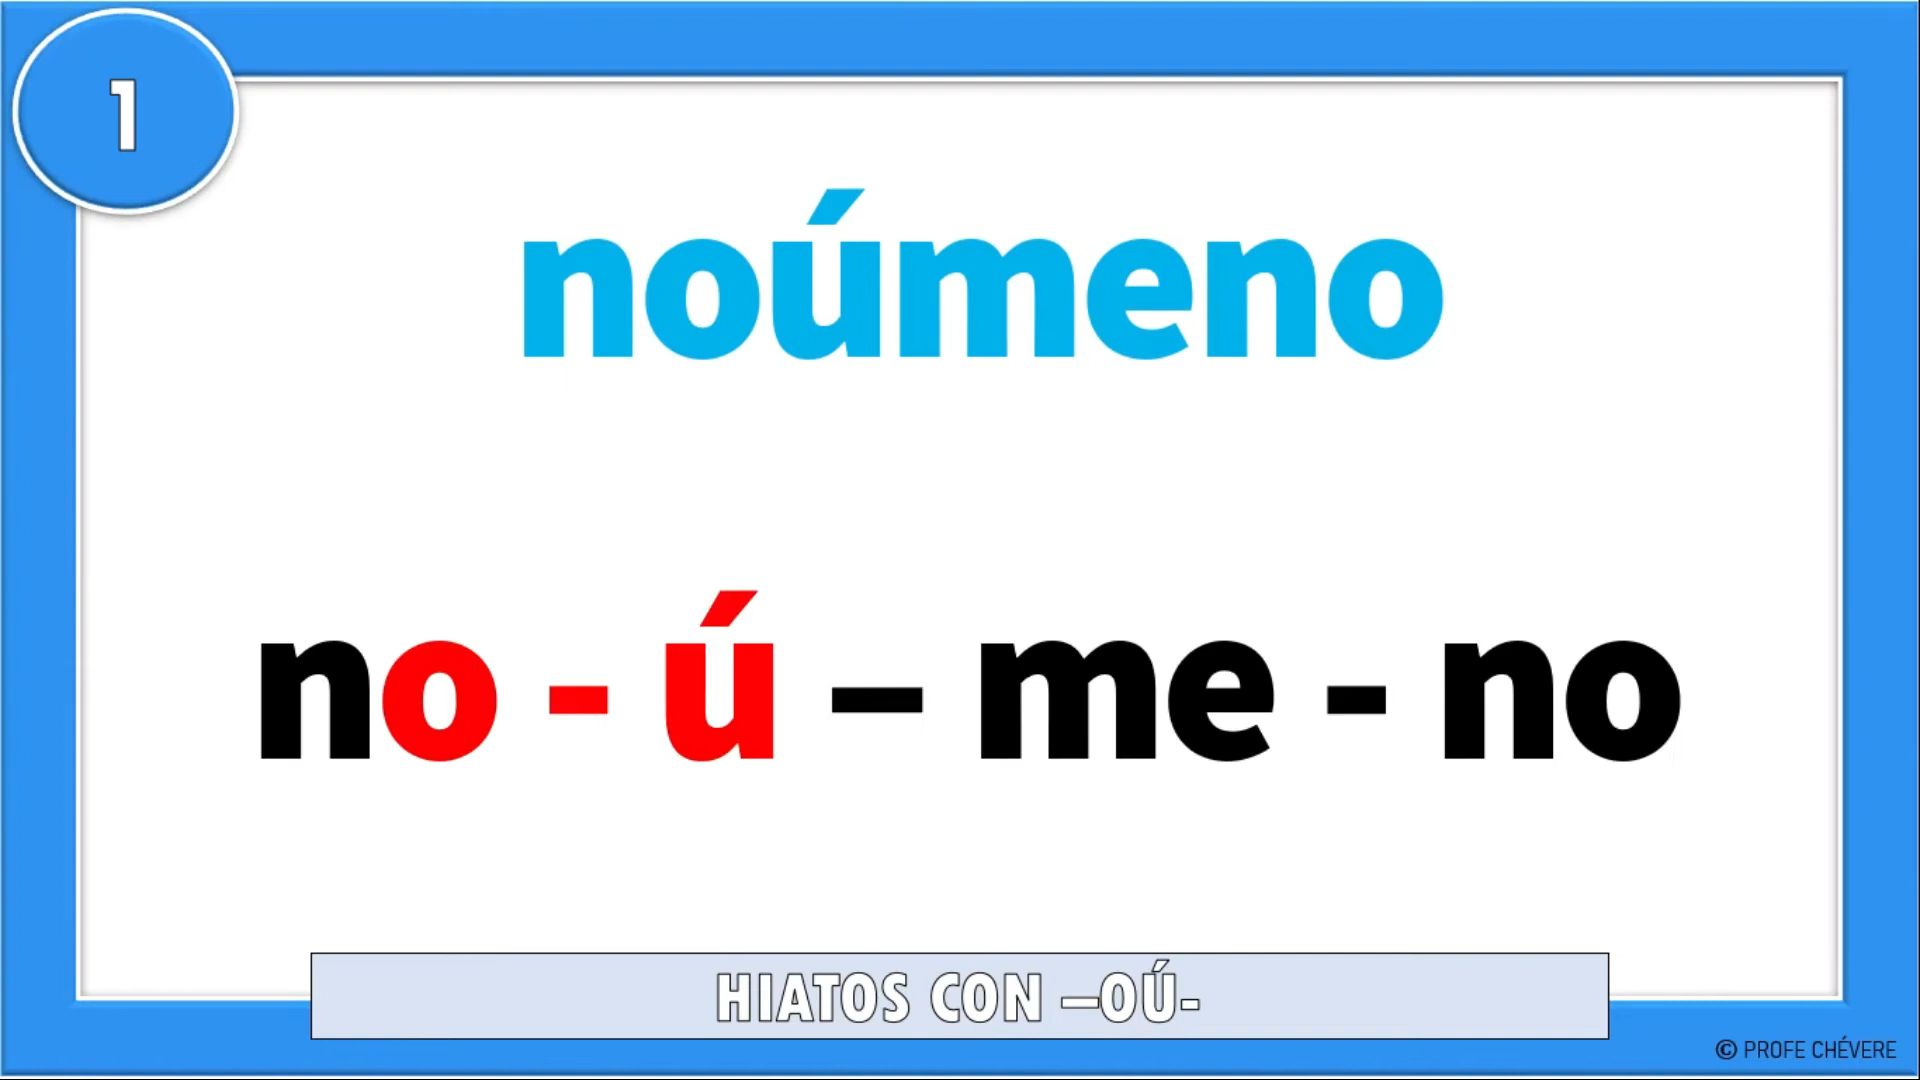 1
noúmeno
no - ú – me - no
HIATOS CON –OÚ-
© PROFE CHÉVERE